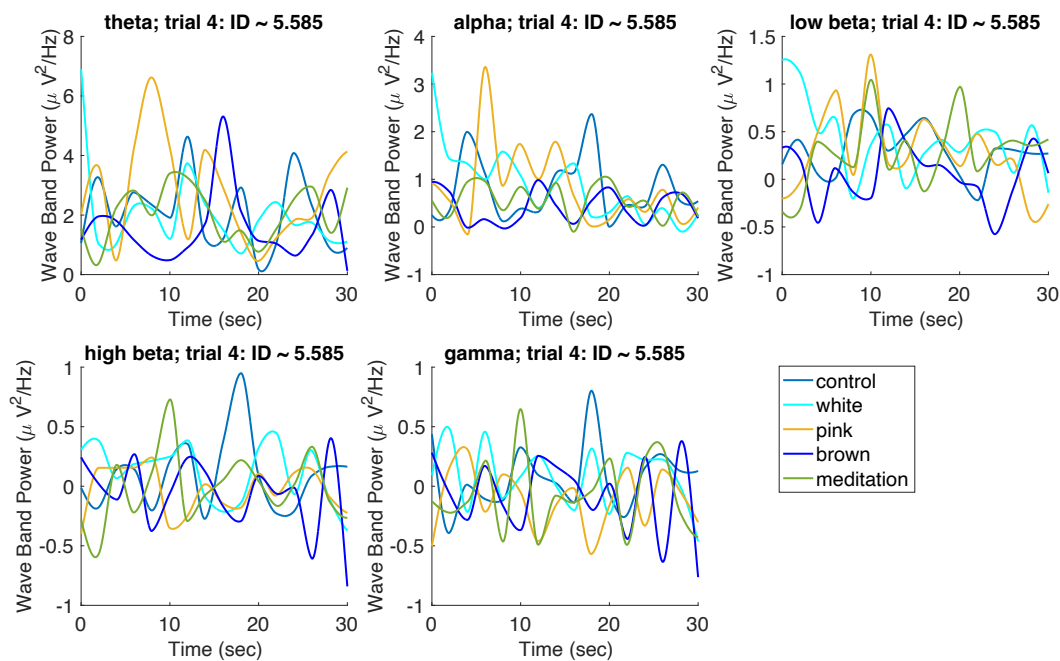 theta; trial 4: ID ~ 5.585
Wave Band Power (μ V²/Hz)
8
6
4
2
0
0 10 20 30
Time (sec)
alpha; trial 4: ID ~ 5.585
Wave Band Power (μ V²/Hz)
4
3
2
1
0
-1
0 10 20 30
Time (sec)
low beta; trial 4: ID ~ 5.585
Wave Band Power (μ V²/Hz)
1.5
1
0.5
0
-0.5
-1
0 10 20 30
Time (sec)
high beta; trial 4: ID ~ 5.585
Wave Band Power (μ V²/Hz)
1
0.5
0
-0.5
-1
0 10 20 30
Time (sec)
gamma; trial 4: ID ~ 5.585
Wave Band Power (μ V²/Hz)
1
0.5
0
-0.5
-1
0 10 20 30
Time (sec)
control
white
pink
brown
meditation